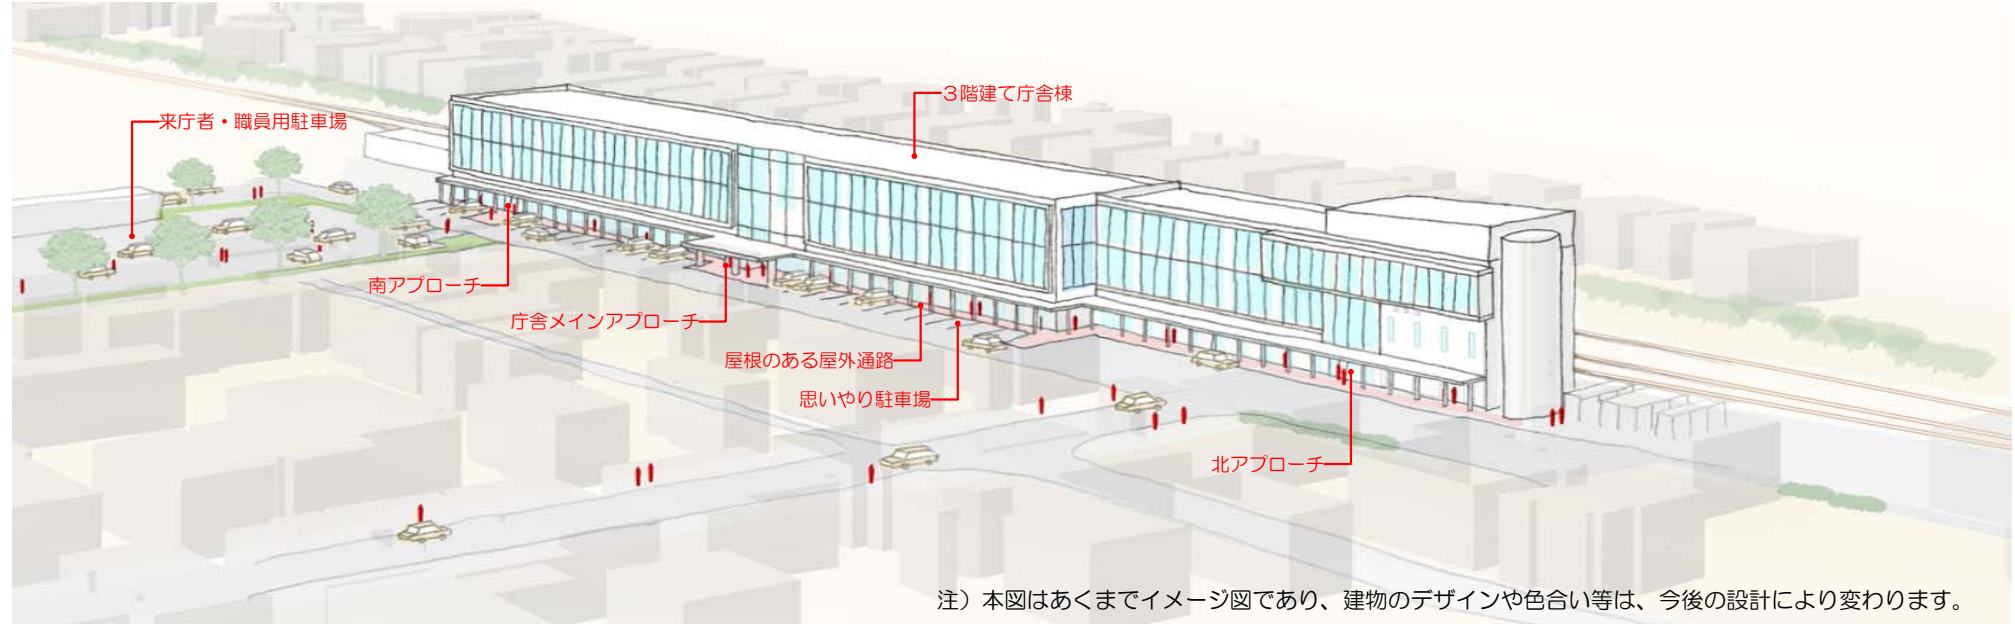 3階建て庁舎棟
来庁者・職員用駐車場
南アプローチ
庁舎メインアプローチ
屋根のある屋外通路
思いやり駐車場
北アプローチ
注）本図はあくまでイメージ図であり、建物のデザインや色合い等は、今後の設計により変わります。